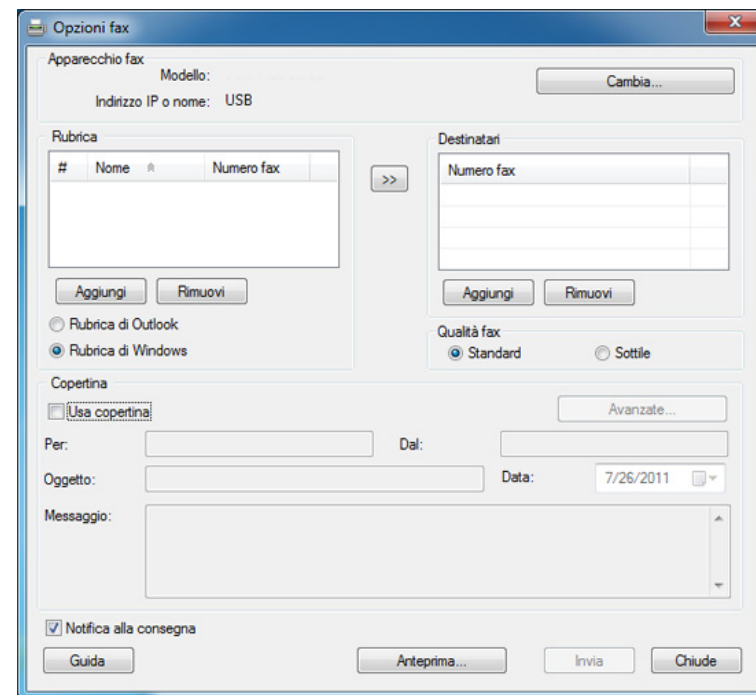 Opzioni fax
Apparecchio fax
Modello:
Cambia...
Indirizzo IP o nome: USB
Rubrica
# Nome Numero fax
>>
Destinatari
Numero fax
Aggiungi Rimuovi
Aggiungi Rimuovi
Rubrica di Outlook
Rubrica di Windows
Qualità fax
Standard Sottile
Copertina
Usa copertina
Avanzate...
Per: Dal:
Oggetto: Data: 7/26/2011
Messaggio:
Notifica alla consegna
Guida Anteprima... Invia Chiude